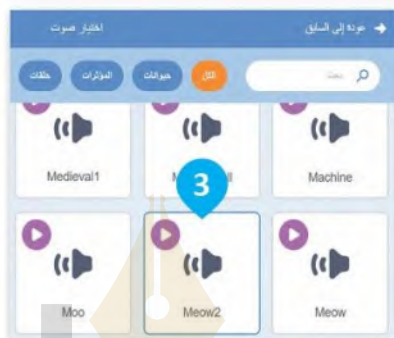 عودة إلى السابق
اختيار صوت
بحث
الكل
حيوانات
المؤثرات
حلقات
Machine
Medieval1
3
Meow
Meow2
Moo